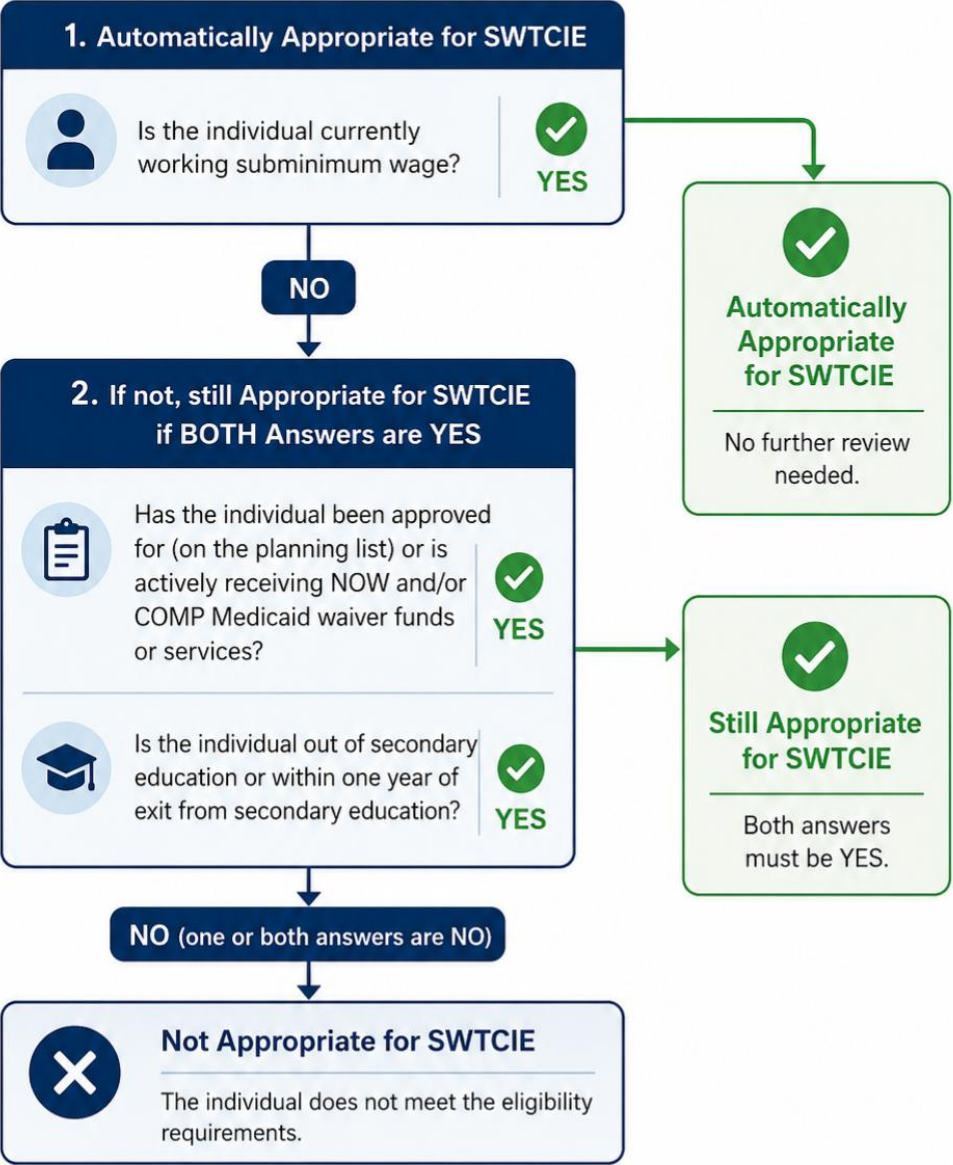 1. Automatically Appropriate for SWTCIE
Is the individual currently
working subminimum wage?
YES
NO
Automatically
Appropriate
for SWTCIE
No further review
needed.
2. If not, still Appropriate for SWTCIE
if BOTH Answers are YES
Has the individual been approved
for (on the planning list) or is
actively receiving NOW and/or
COMP Medicaid waiver funds
or services?
YES
Is the individual out of secondary
education or within one year of
exit from secondary education?
YES
Still Appropriate
for SWTCIE
Both answers
must be YES.
NO (one or both answers are NO)
Not Appropriate for SWTCIE
The individual does not meet the eligibility
requirements.